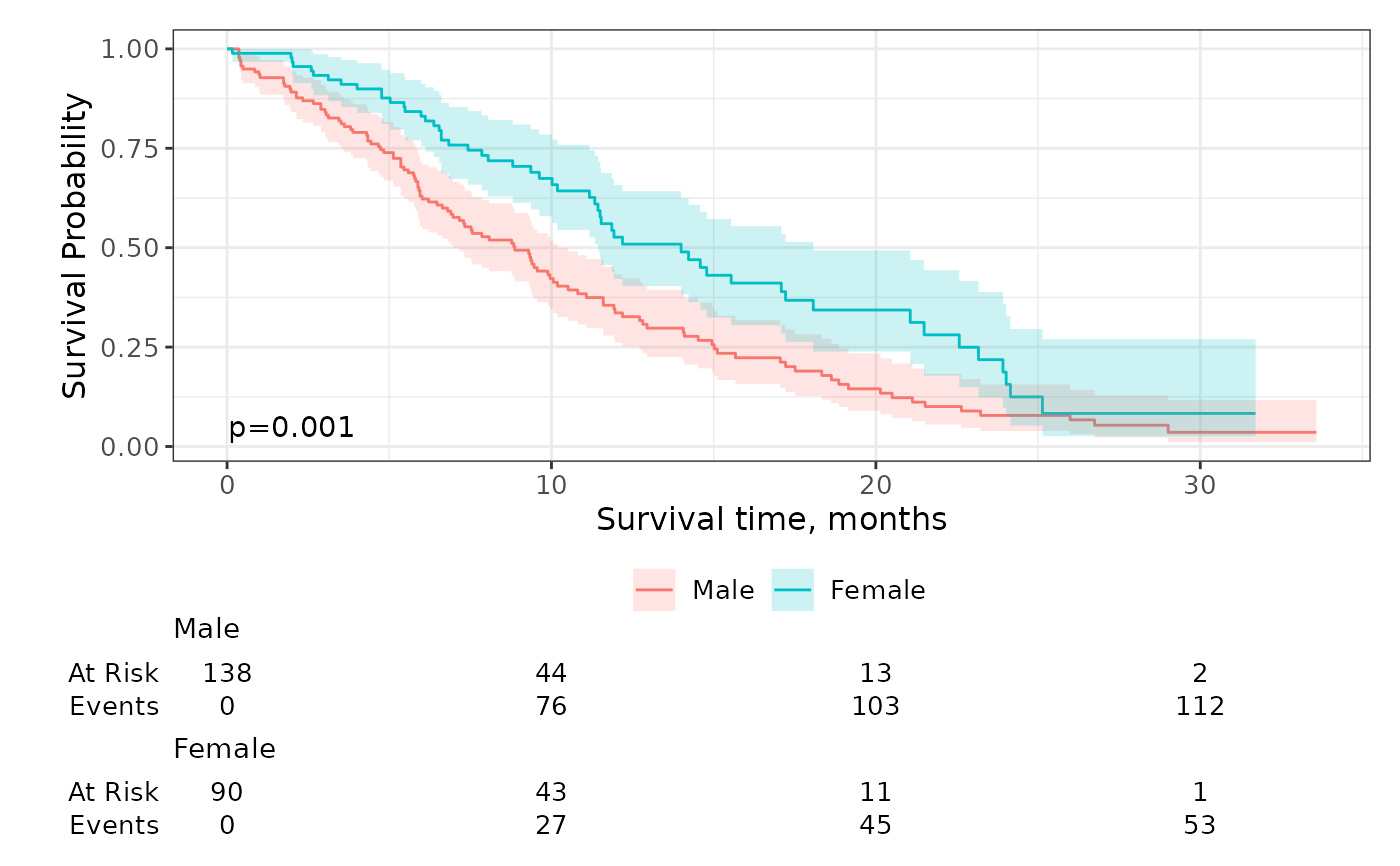 1.00
0.75
0.50
0.25
0.00
Survival Probability
p=0.001
0 10 20 30
Survival time, months
Male Female
Male
At Risk 138 44 13 2
Events 0 76 103 112
Female
At Risk 90 43 11 1
Events 0 27 45 53